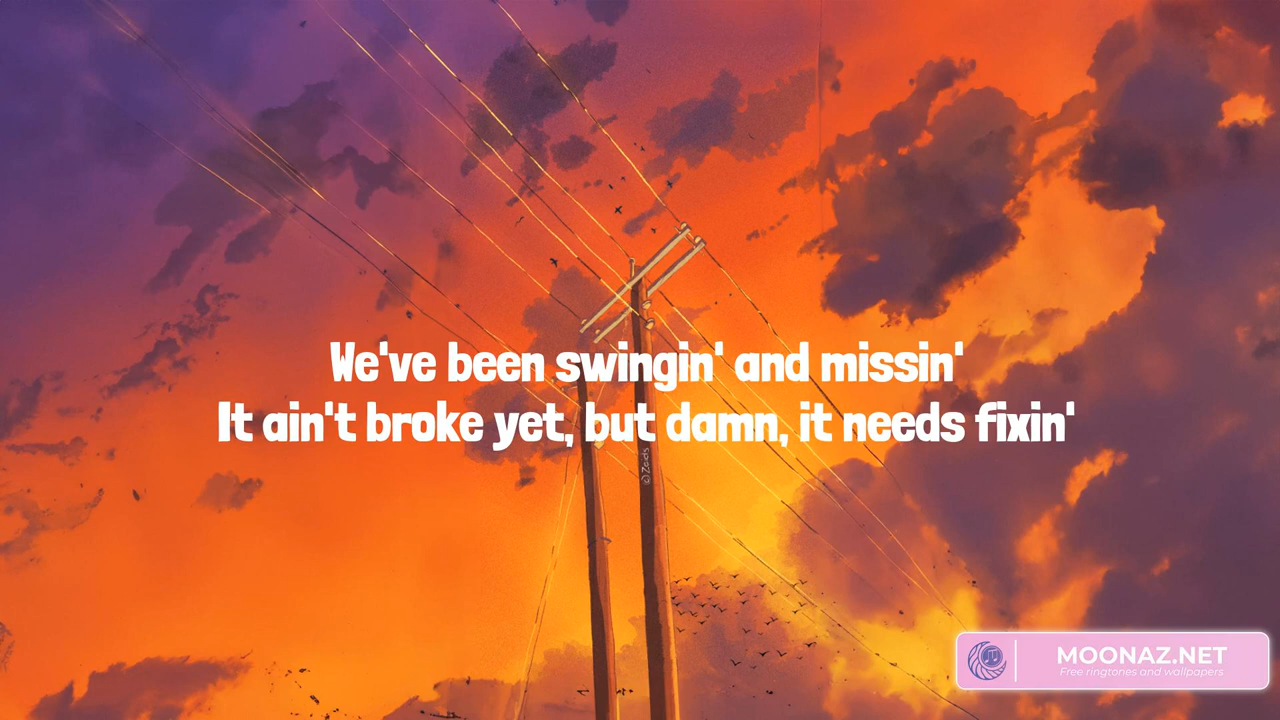 We've been swingin' and missin'
It ain't broke yet, but damn, it needs fixin'
©Zaids
MOONAZ.NET
Free ringtones and wallpapers